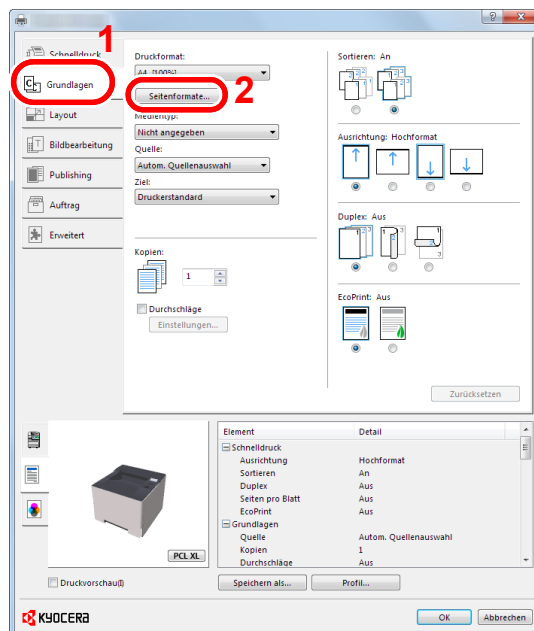 1
Schnelldruck
Grundlagen
Layout
Bildbearbeitung
Publishing
Auftrag
Erweitert
Druckformat:
A4 [100%]
Seitenformate...
2
Medientyp:
Nicht angegeben
Quelle:
Autom. Quellenauswahl
Ziel:
Druckerstandard
Kopien:
1
Durchschläge
Einstellungen...
Sortieren: An
Ausrichtung: Hochformat
Duplex: Aus
EcoPrint: Aus
Zurücksetzen
PCL XL
Druckvorschau(I)
Element Detail
Schnelldruck
Ausrichtung Hochformat
Sortieren An
Duplex Aus
Seiten pro Blatt Aus
EcoPrint Aus
Grundlagen
Quelle Autom. Quellenauswahl
Kopien 1
Durchschläge Aus
Speichern als... Profil...
KYOCERA
OK Abbrechen